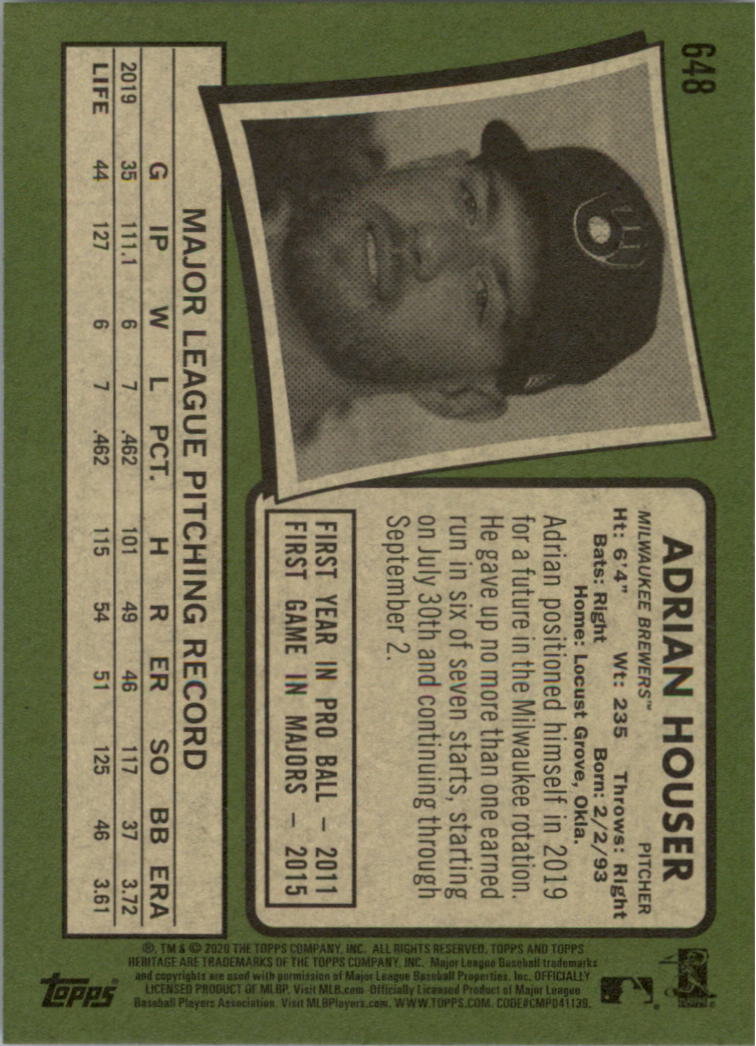 648
ADRIAN HOUSER
MILWAUKEE BREWERS™ PITCHER
Ht: 6'4" Wt: 235 Throws: Right
Bats: Right Born: 2/2/93
Home: Locust Grove, Okla.
Adrian positioned himself in 2019
for a future in the Milwaukee rotation.
He gave up no more than one earned
run in six of seven starts, starting
on July 30th and continuing through
September 2.
FIRST YEAR IN PRO BALL – 2011
FIRST GAME IN MAJORS – 2015
MAJOR LEAGUE PITCHING RECORD
G IP W L PCT. H R ER SO BB ERA
2019 35 111.1 6 7 .462 101 49 46 117 37 3.72
LIFE 44 127 6 7 .462 115 54 51 125 46 3.61
®, TM & © 2020 THE TOPPS COMPANY, INC. ALL RIGHTS RESERVED. TOPPS AND TOPPS
HERITAGE ARE TRADEMARKS OF THE TOPPS COMPANY, INC. Major League Baseball trademarks
and copyrights are used with permission of Major League Baseball Properties, Inc. OFFICIALLY
LICENSED PRODUCT OF MLBP. Visit MLB.com Officially Licensed Product of Major League
Baseball Players Association. Visit MLBPlayers.com. WWW.TOPPS.COM. CODE#CMP041139.
topps®